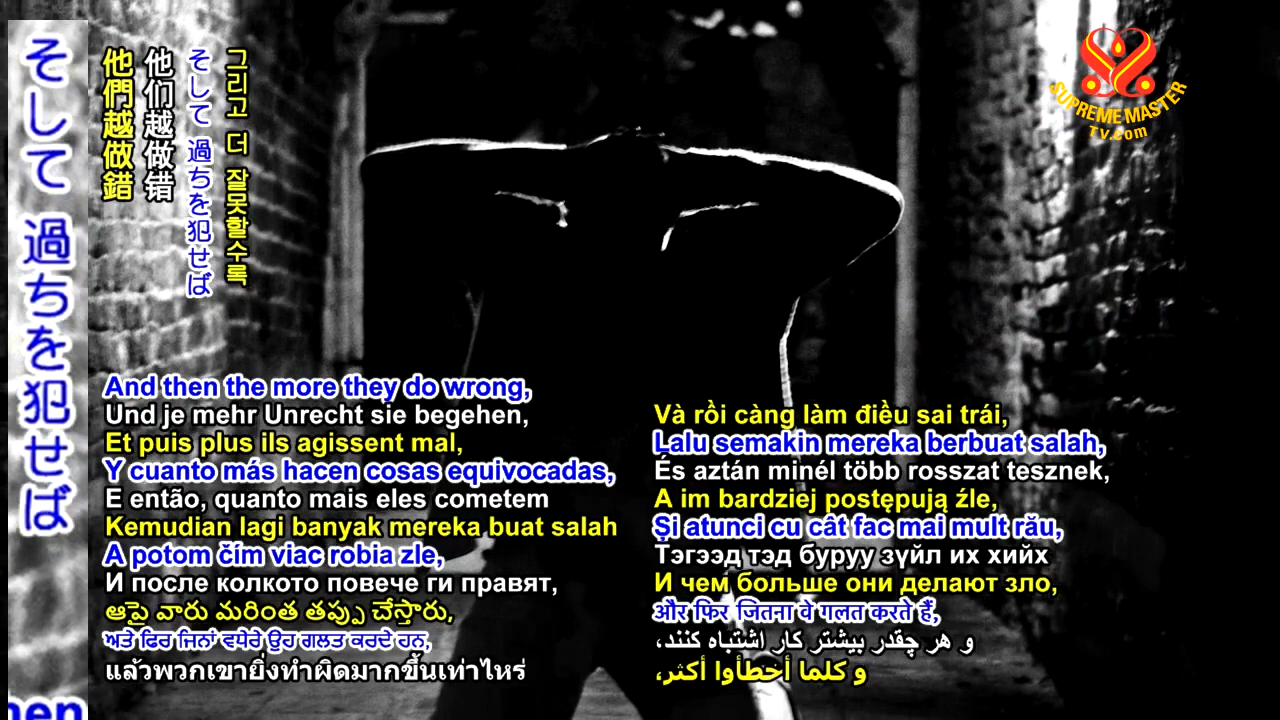 そして 過ちを犯せば
他們越做錯
他们越做错
そして 過ちを犯せば
그리고 더 잘못할수록
SUPREME MASTER
TV.com
And then the more they do wrong,
Und je mehr Unrecht sie begehen,
Et puis plus ils agissent mal,
Y cuanto más hacen cosas equivocadas,
E então, quanto mais eles cometem
Kemudian lagi banyak mereka buat salah
A potom čím viac robia zle,
И после колкото повече ги правят,
ఆపై వారు మరింత తప్పు చేస్తారు,
ਅਤੇ ਫਿਰ ਜਿਨਾਂ ਵਧੇਰੇ ਉਹ ਗਲਤ ਕਰਦੇ ਹਨ,
แล้วพวกเขายิ่งทำผิดมากขึ้นเท่าไหร่
Và rồi càng làm điều sai trái,
Lalu semakin mereka berbuat salah,
És aztán minél több rosszat tesznek,
A im bardziej postępują źle,
Și atunci cu cât fac mai mult rău,
Тэгээд тэд буруу зүйл их хийх
И чем больше они делают зло,
और फिर जितना वे गलत करते हैं,
و هر چقدر بیشتر کار اشتباه کنند،
و كلما أخطأوا أكثر،